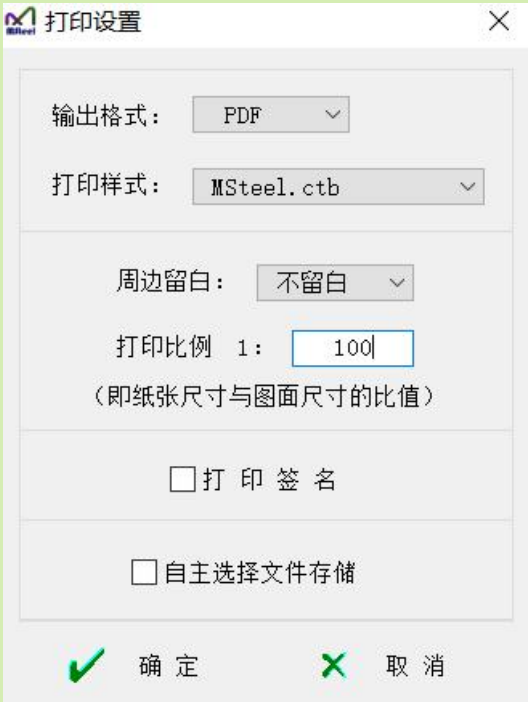 MSteel 打印设置
输出格式： PDF
打印样式： MSteel.ctb
周边留白： 不留白
打印比例 1： 100
（即纸张尺寸与图面尺寸的比值）
打 印 签 名
自主选择文件存储
确 定 取 消